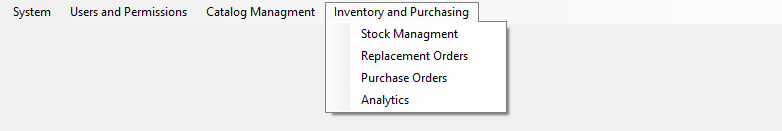 System Users and Permissions Catalog Managment Inventory and Purchasing
Stock Managment
Replacement Orders
Purchase Orders
Analytics